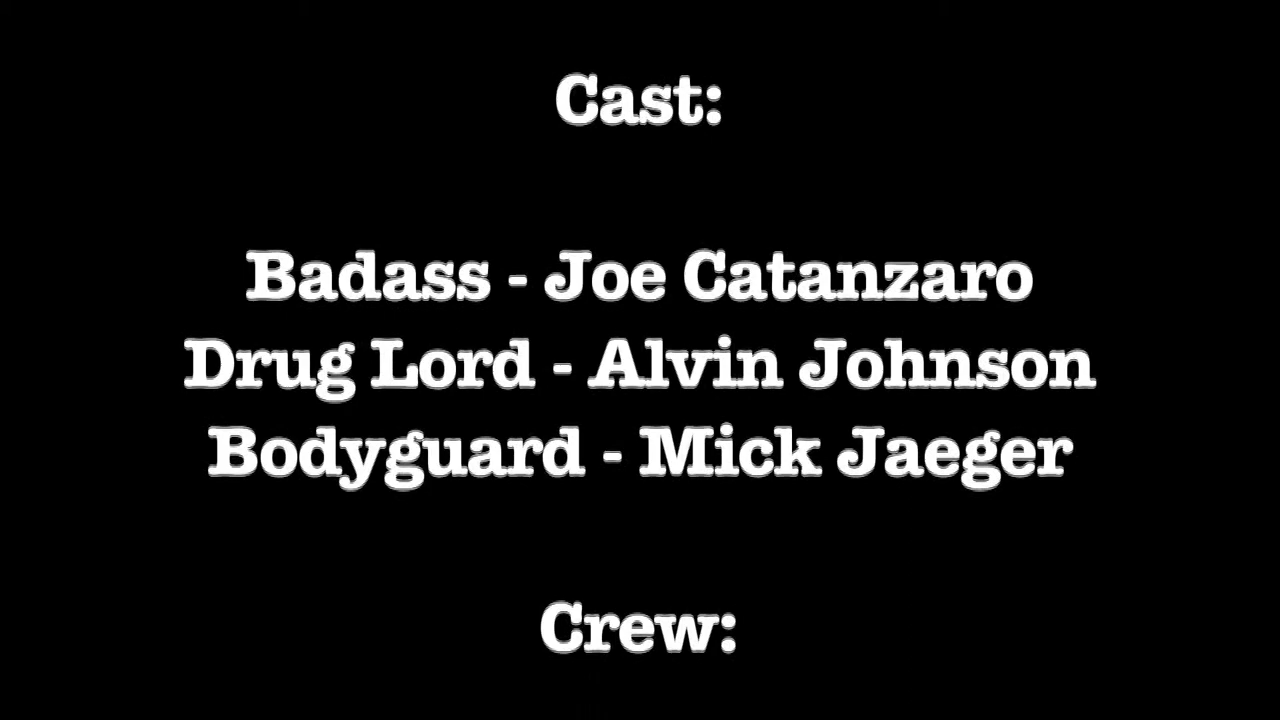 Cast:
Badass - Joe Catanzaro
Drug Lord - Alvin Johnson
Bodyguard - Mick Jaeger
Crew: